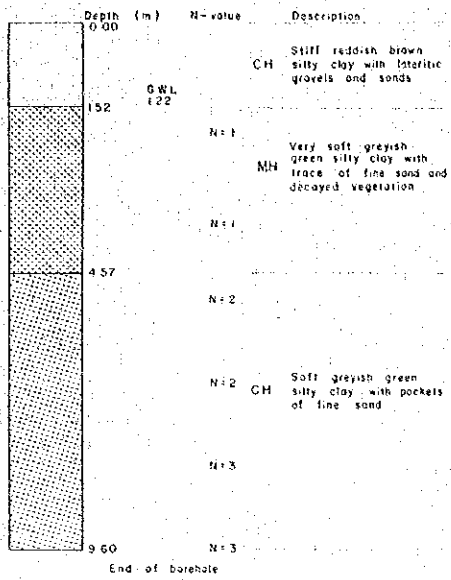 Depth (m) N-value Description
0.00
CH Stiff reddish brown
silty clay with lateritic
gravels and sands
GWL
1.22
1.52
N=1
MH Very soft greyish
green silty clay with
trace of fine sand and
decayed vegetation
N=1
4.57
N=2
N=2
CH Soft greyish green
silty clay with pockets
of fine sand
N=3
9.60 N=3
End of borehole